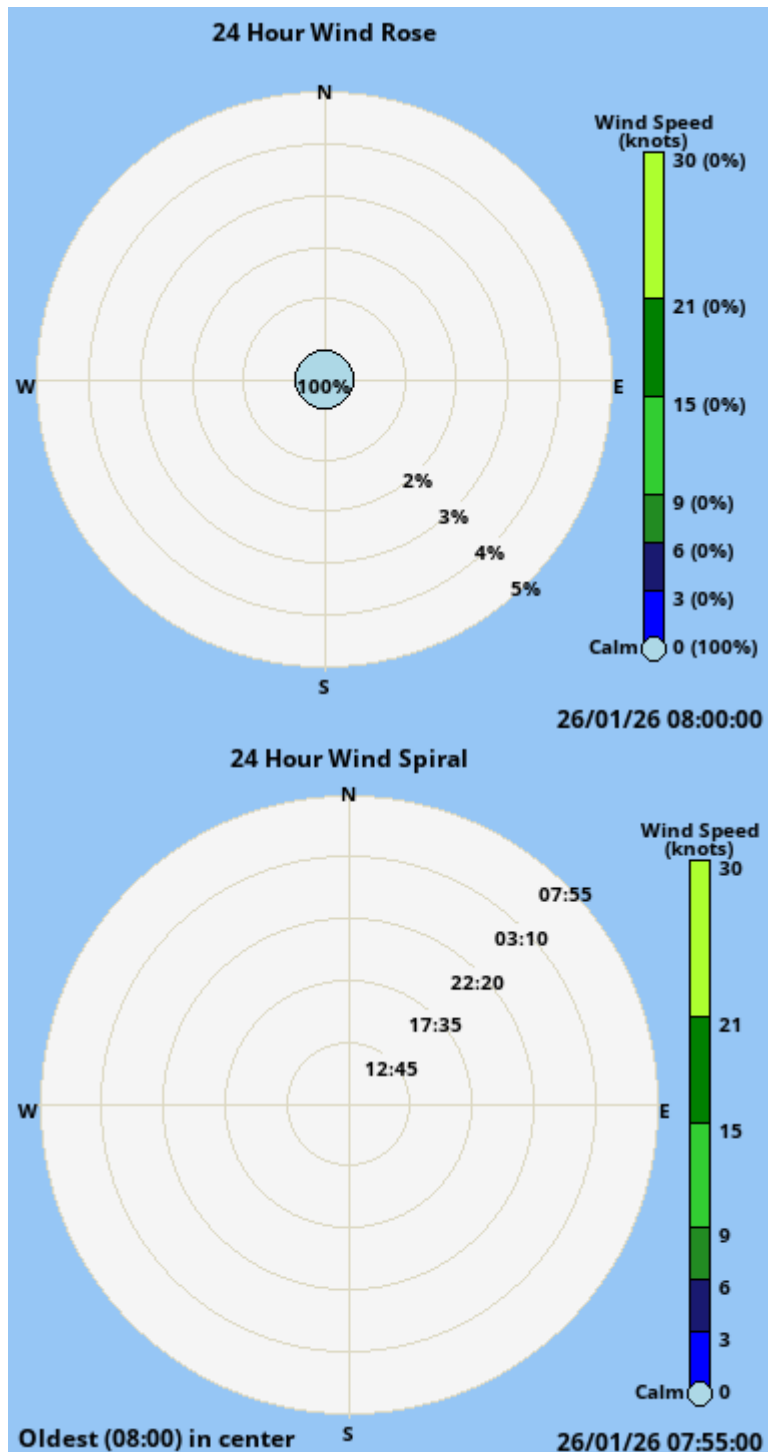 24 Hour Wind Rose
N
Wind Speed
(knots)
30 (0%)
21 (0%)
W
100%
E
15 (0%)
2%
9 (0%)
3%
6 (0%)
4%
5%
3 (0%)
Calm 0 (100%)
S
26/01/26 08:00:00
24 Hour Wind Spiral
N
Wind Speed
(knots)
30
07:55
03:10
22:20
21
17:35
12:45
W
E
15
9
6
3
Calm 0
S
Oldest (08:00) in center
26/01/26 07:55:00